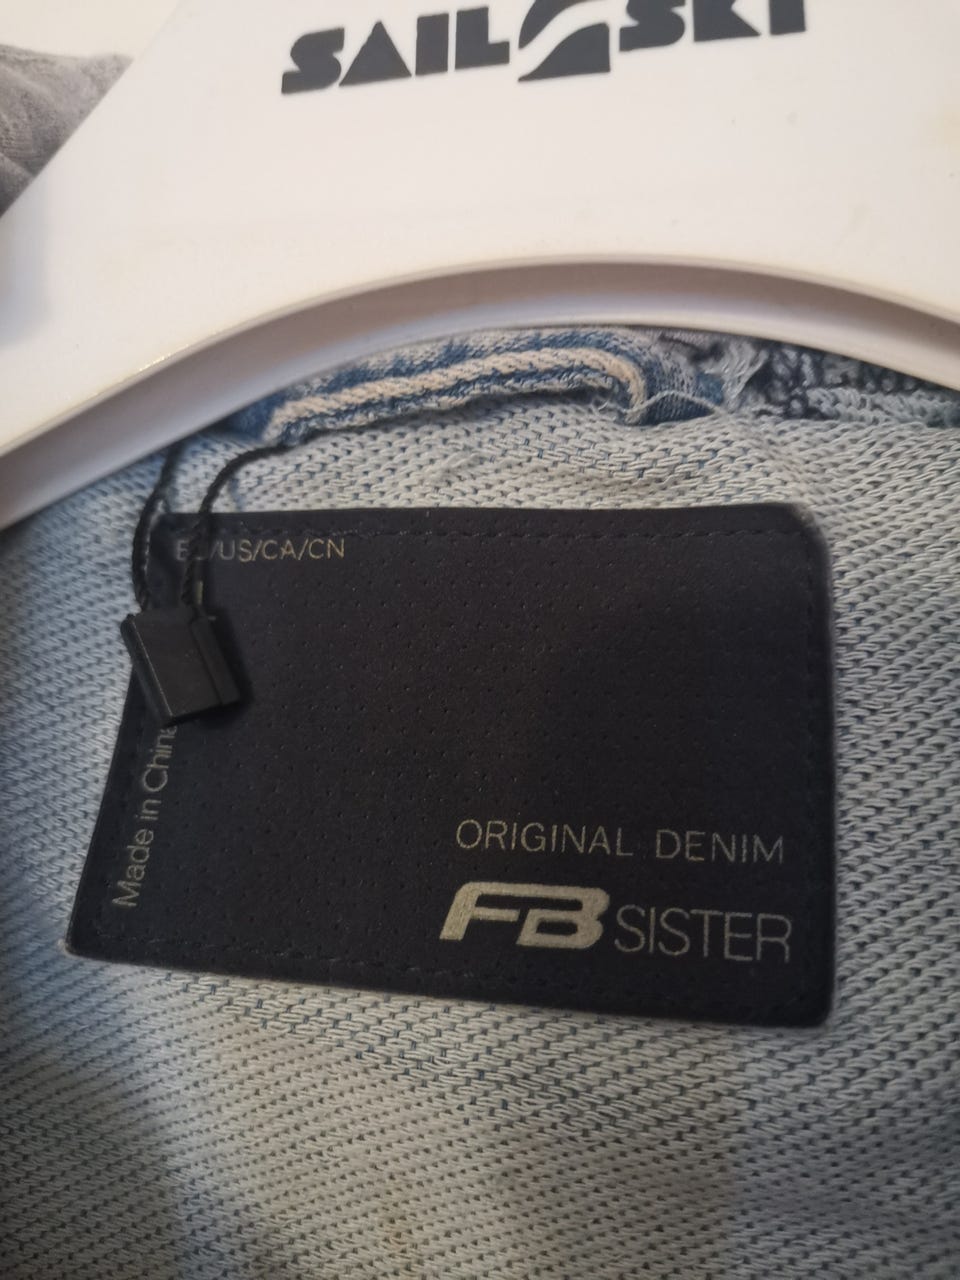 SAIL SKI
/US/CA/CN
Made in China
ORIGINAL DENIM
FB SISTER